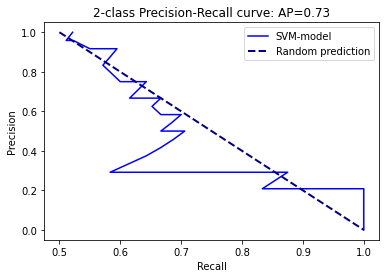 2-class Precision-Recall curve: AP=0.73
SVM-model
Random prediction
Precision
1.0
0.8
0.6
0.4
0.2
0.0
0.5
0.6
0.7
0.8
0.9
1.0
Recall